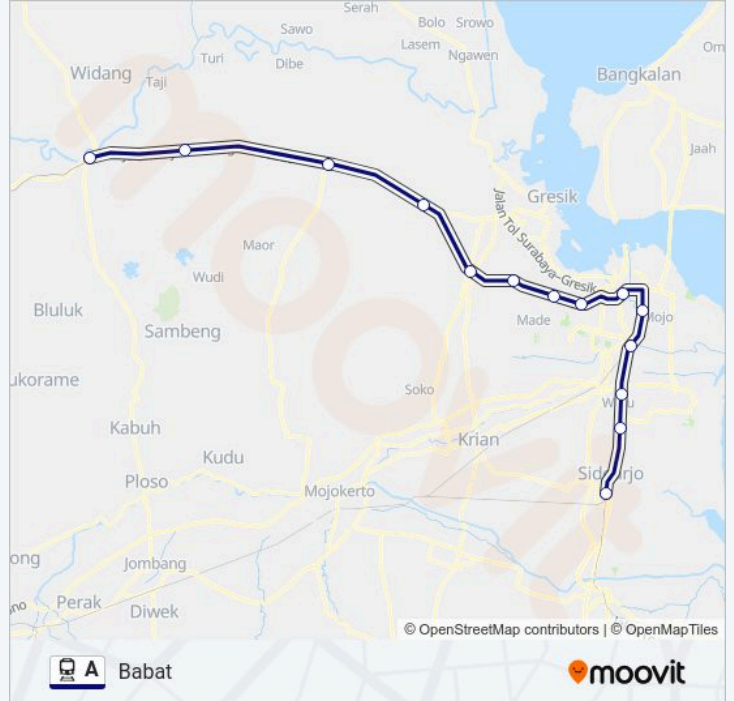 Serah
Bolo
Srowo
Sawo
Lasem
Turi
Dibe
Ngawen
Om
Widang
Taji
Bangkalan
Jaah
Gresik
Jalan Tol Surabaya-Gresik
Maor
Wudi
Bluluk
Sambeng
Made
Mojo
ukorame
Soko
Kabuh
Krian
Kudu
Ploso
Mojokerto
ong
Jombang
Perak
Diwek
© OpenStreetMap contributors | © OpenMapTiles
A Babat
moovit